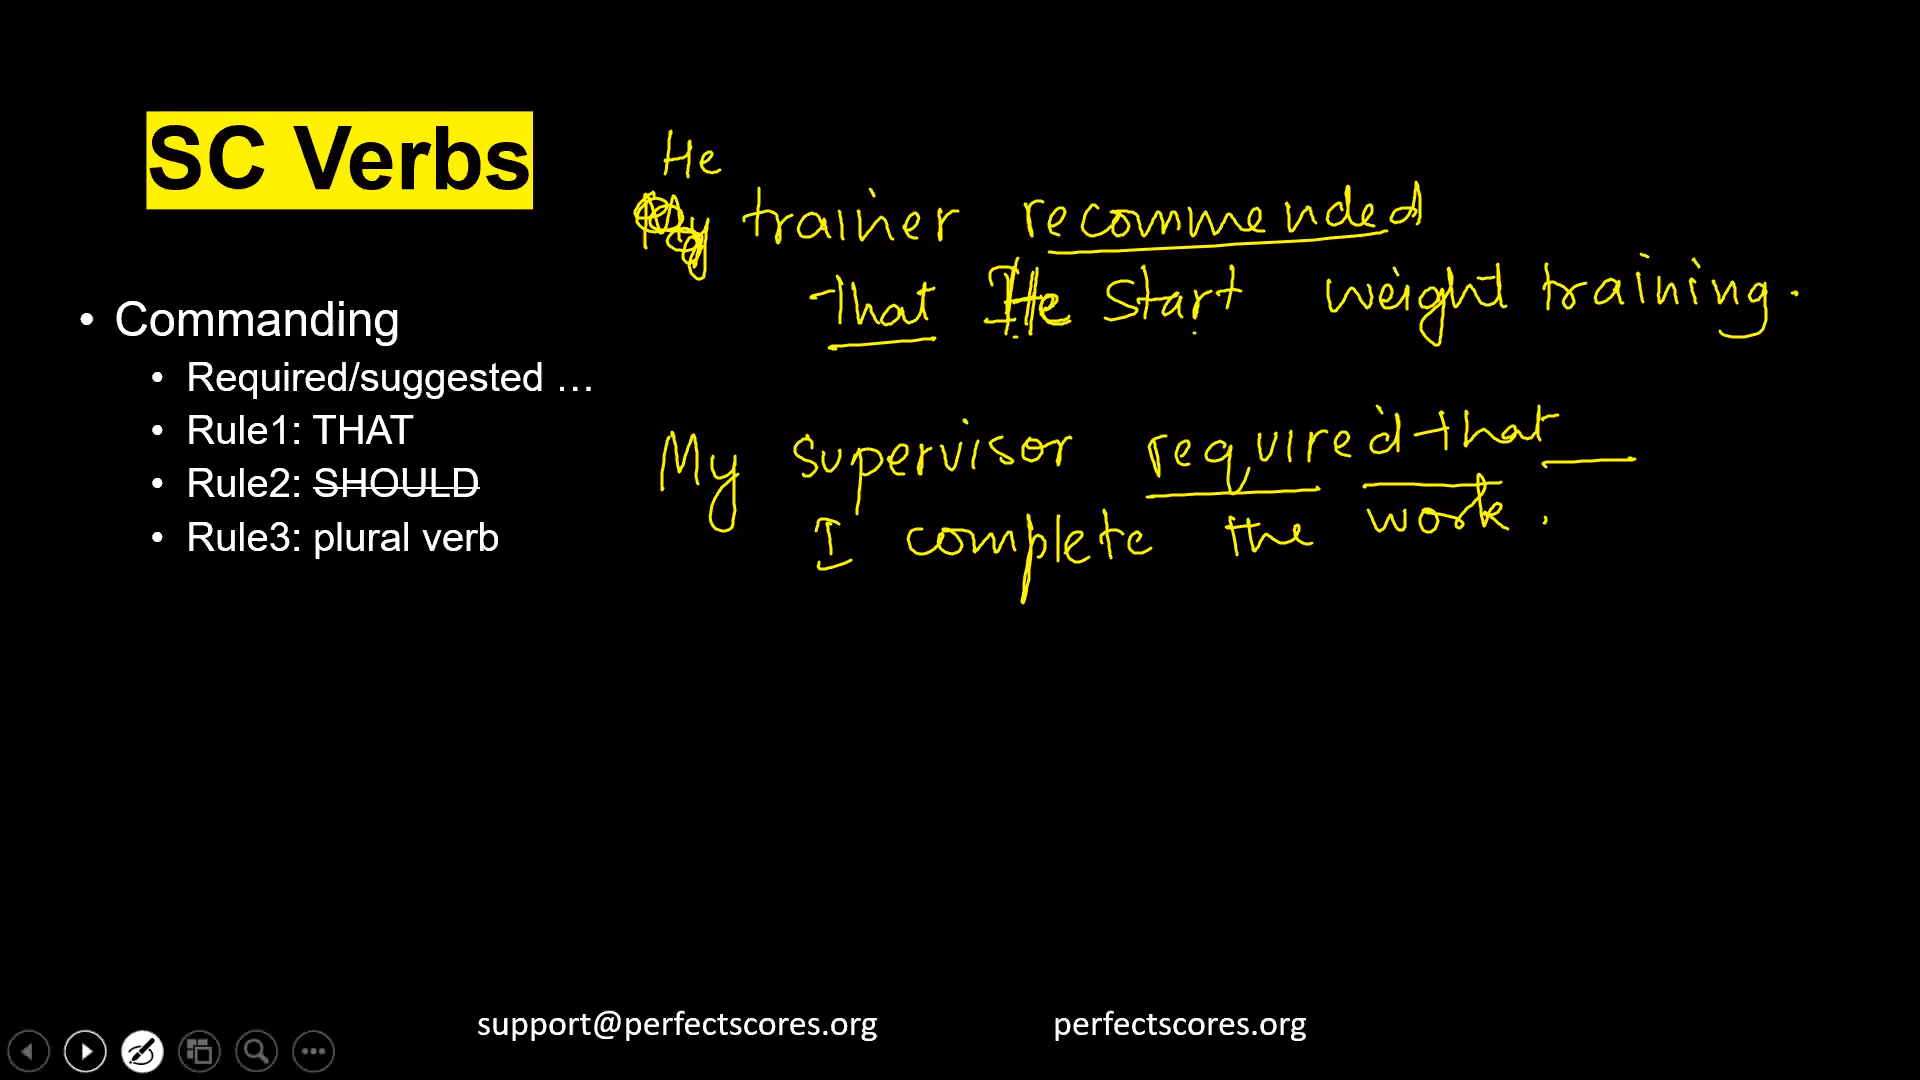 SC Verbs
• Commanding
• Required/suggested ...
• Rule1: THAT
• Rule2: SHOULD
• Rule3: plural verb
He
trainer recommended
that He start weight training.
My supervisor required that
I complete the work.
support@perfectscores.org
perfectscores.org